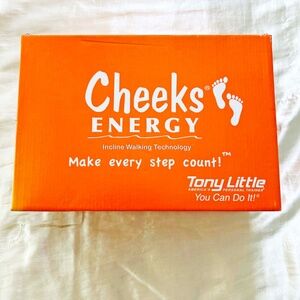 Cheeks®
ENERGY
Incline Walking Technology
Make every step count!™
Tony Little
AMERICA'S PERSONAL TRAINER
You Can Do It!®